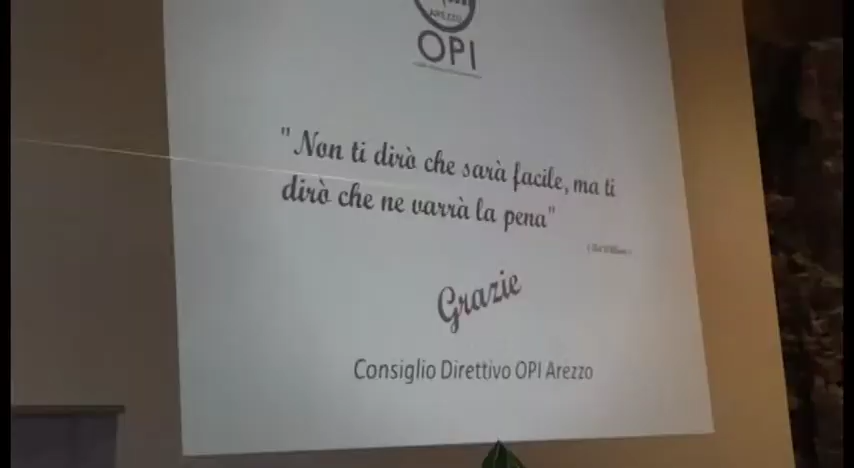 AREZZO
OPI
"Non ti dirò che sarà facile, ma ti
dirò che ne varrà la pena"
Grazie
Consiglio Direttivo OPI Arezzo